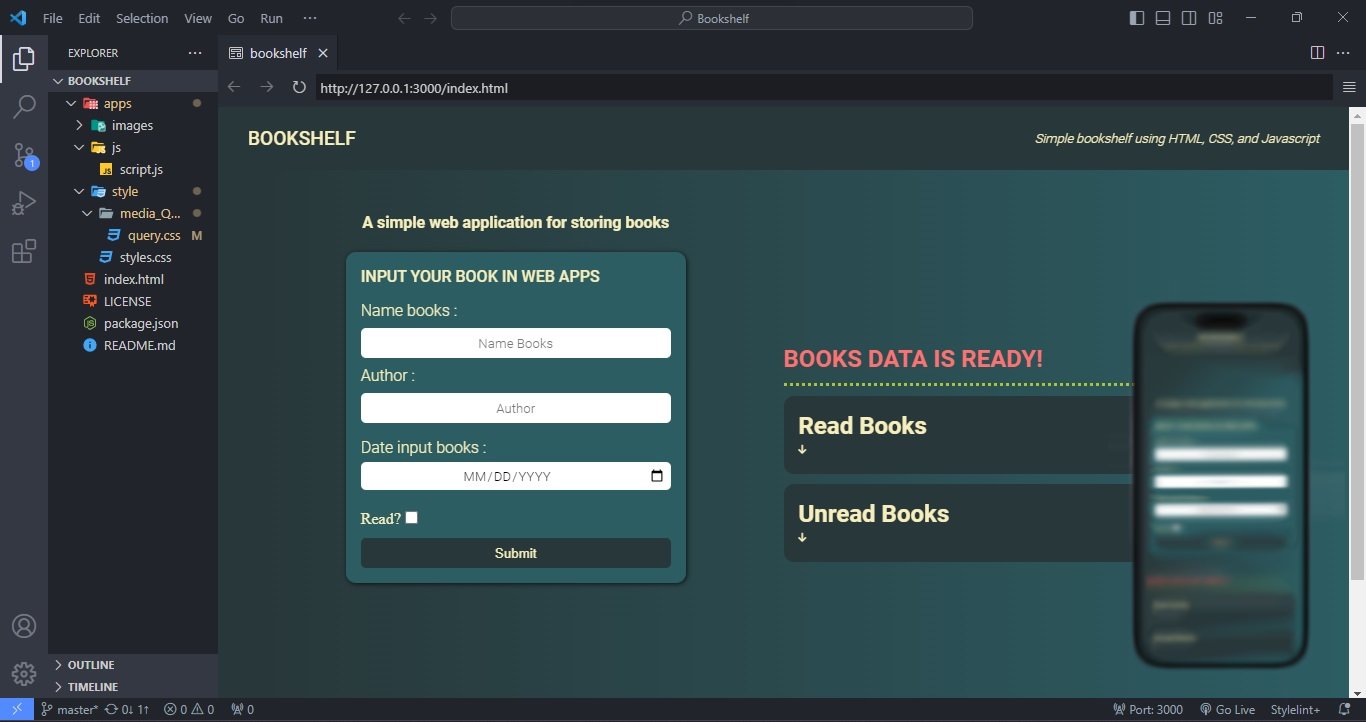 File Edit Selection View Go Run ···
Bookshelf
EXPLORER ···
bookshelf
BOOKSHELF
http://127.0.0.1:3000/index.html
apps
images
js
script.js
style
media_Q...
query.css M
styles.css
index.html
LICENSE
package.json
README.md
OUTLINE
TIMELINE
1
BOOKSHELF
Simple bookshelf using HTML, CSS, and Javascript
A simple web application for storing books
INPUT YOUR BOOK IN WEB APPS
Name books :
Name Books
Author :
Author
Date input books :
MM/DD/YYYY
Read?
Submit
BOOKS DATA IS READY!
Read Books
↓
Unread Books
↓
master* 0↓ 1↑ 0 0 0
Port: 3000 Go Live Stylelint+